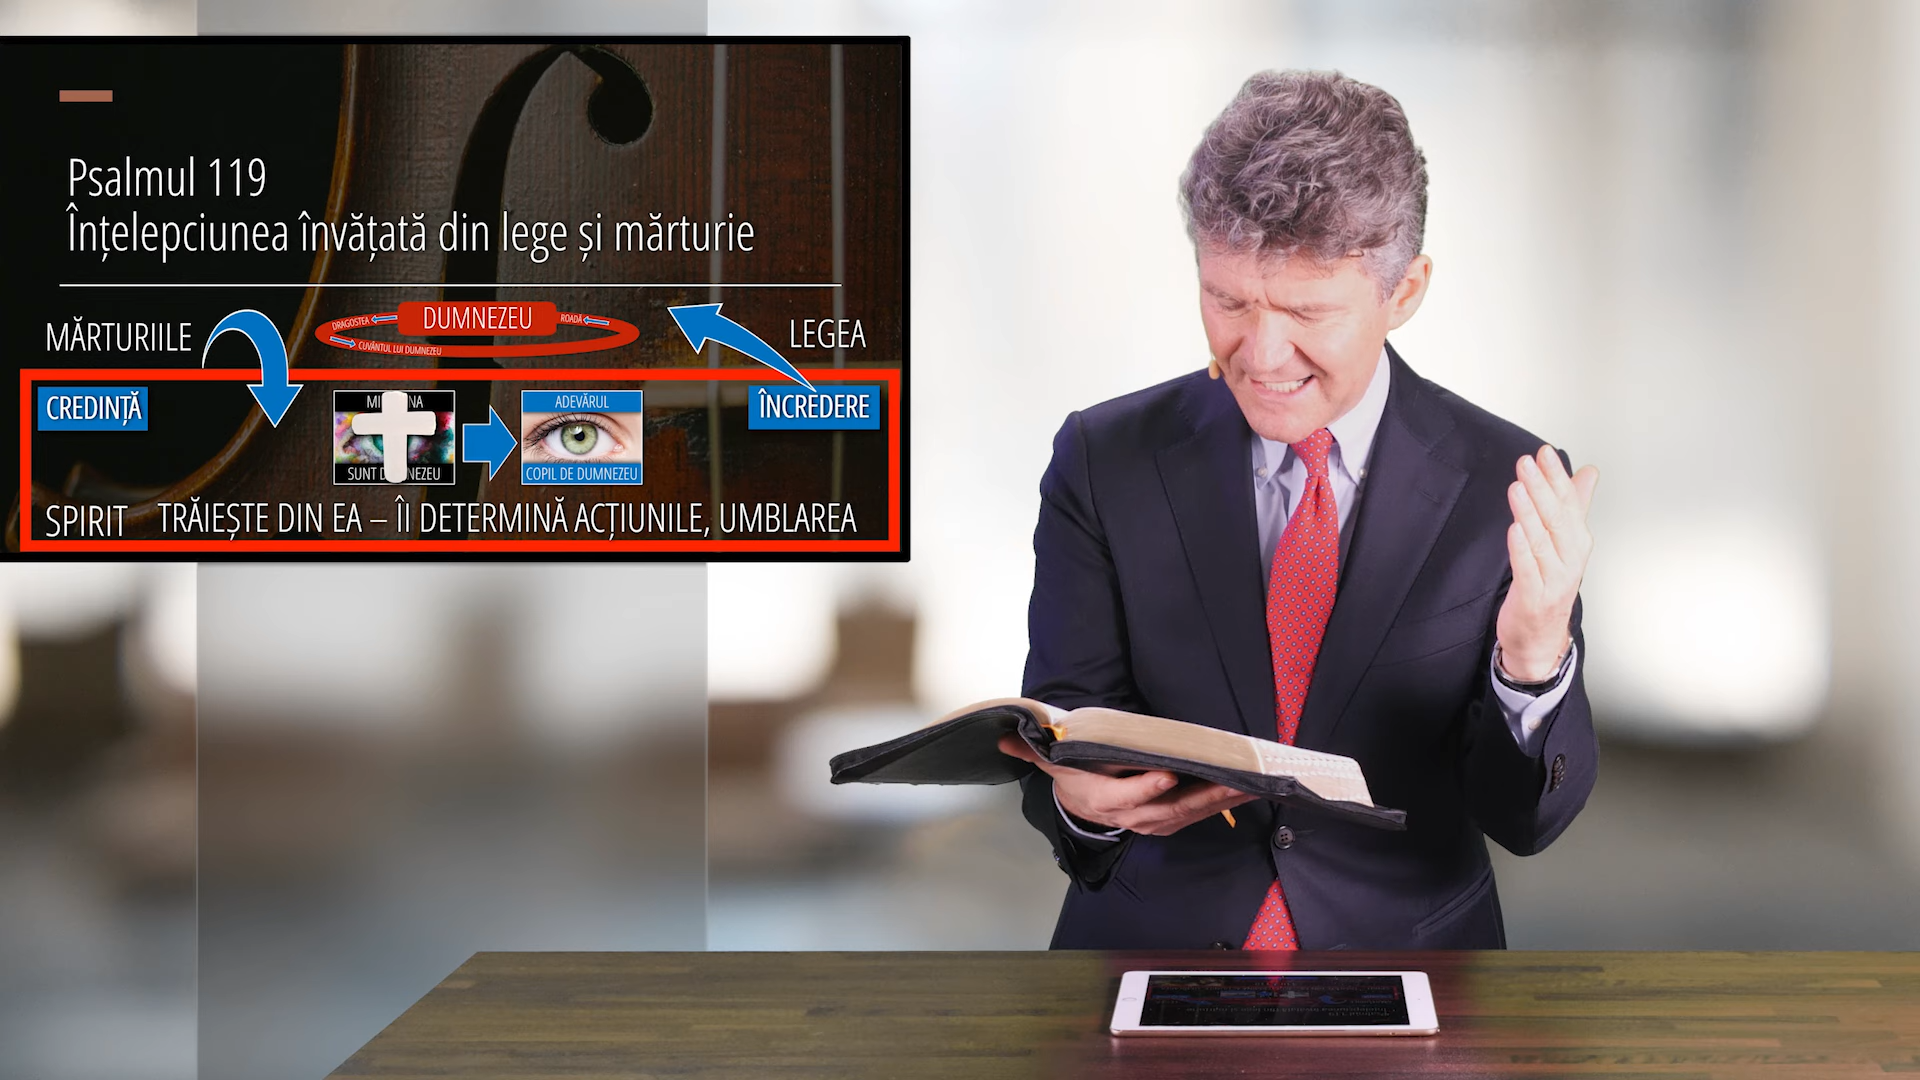 Psalmul 119
Înțelepciunea învățată din lege și mărturie
MĂRTURIILE
DRAGOSTEA
DUMNEZEU
ROADĂ
CUVÂNTUL LUI DUMNEZEU
LEGEA
CREDINȚĂ
ADEVĂRUL
ÎNCREDERE
SUNT
COPIL DE DUMNEZEU
SPIRIT
TRĂIEȘTE DIN EA – ÎI DETERMINĂ ACȚIUNILE, UMBLAREA